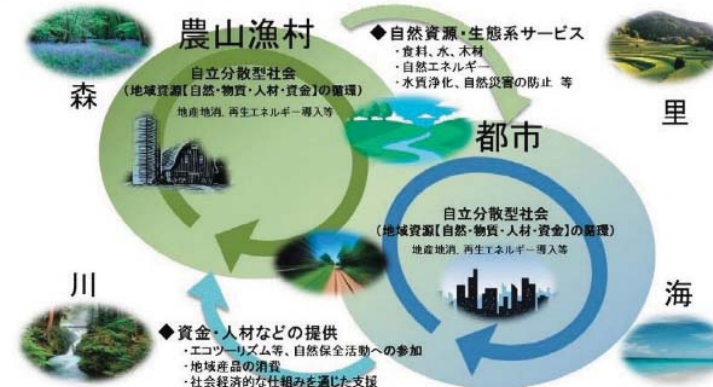 農山漁村
自立分散型社会
(地域資源【自然・物質・人材・資金】の循環)
地産地消、再生エネルギー導入等
森
◆自然資源・生態系サービス
・食料、水、木材
・自然エネルギー
・水質浄化、自然災害の防止 等
里
都市
自立分散型社会
(地域資源【自然・物質・人材・資金】の循環)
地産地消、再生エネルギー導入等
川
◆資金・人材などの提供
・エコツーリズム等、自然保全活動への参加
・地域産品の消費
・社会経済的な仕組みを通じた支援
海